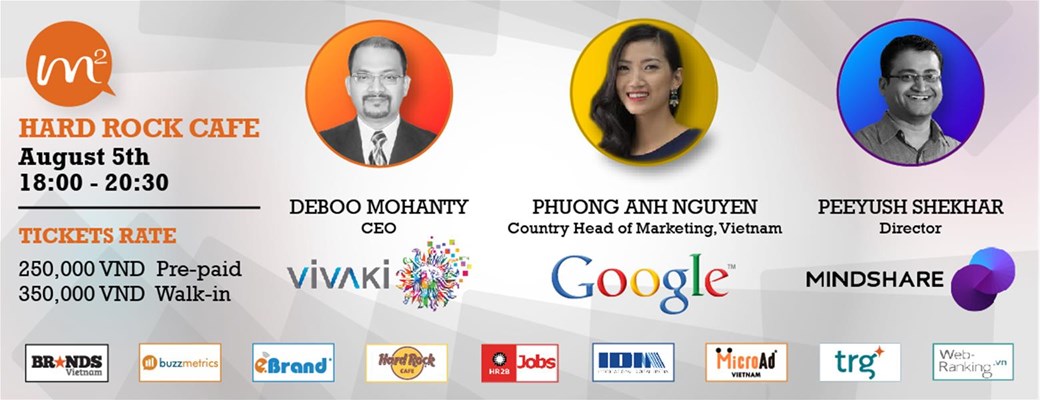 m²
HARD ROCK CAFE
August 5th
18:00 - 20:30
TICKETS RATE
250,000 VND Pre-paid
350,000 VND Walk-in
DEBOO MOHANTY
CEO
VIVAKI
PHUONG ANH NGUYEN
Country Head of Marketing, Vietnam
Google™
PEEYUSH SHEKHAR
Director
MINDSHARE
BRANDS
Vietnam
buzzmetrics
eBrand
Hard Rock
CAFE
HR2B
Jobs
IDM
MicroAd
VIETNAM
trg
Web-
Ranking.vn